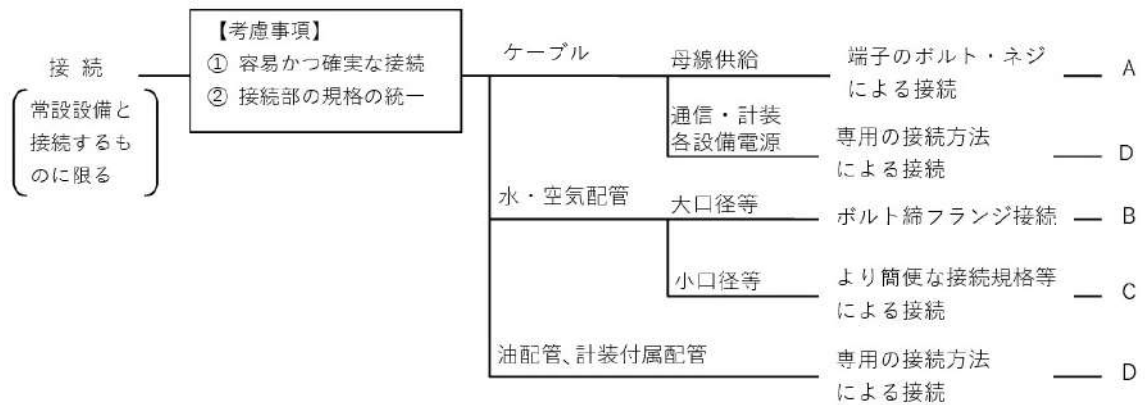 接 続
常設設備と
接続するも
のに限る
【考慮事項】
① 容易かつ確実な接続
② 接続部の規格の統一
ケーブル
母線供給
端子のボルト・ネジ
による接続
A
通信・計装
各設備電源
専用の接続方法
による接続
D
水・空気配管
大口径等
ボルト締フランジ接続
B
小口径等
より簡便な接続規格等
による接続
C
油配管、計装付属配管
専用の接続方法
による接続
D